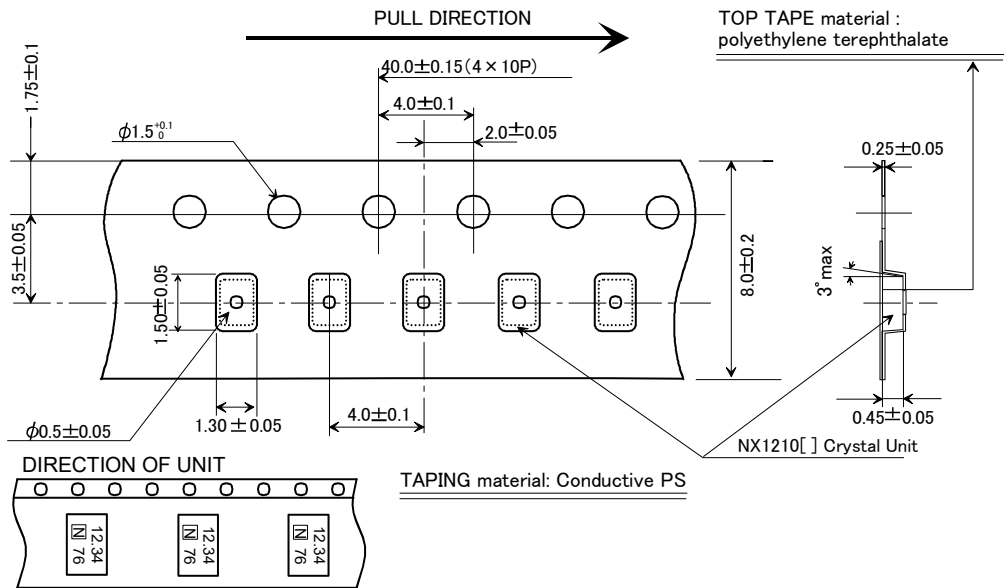 PULL DIRECTION
TOP TAPE material :
polyethylene terephthalate
1.75±0.1
40.0±0.15(4×10P)
4.0±0.1
2.0±0.05
φ1.5 +0.1 0
0.25±0.05
3.5±0.05
8.0±0.2
3°max
1.50±0.05
1.30±0.05
4.0±0.1
0.45±0.05
φ0.5±0.05
NX1210[ ] Crystal Unit
DIRECTION OF UNIT
TAPING material: Conductive PS
12.34
N 76
12.34
N 76
12.34
N 76